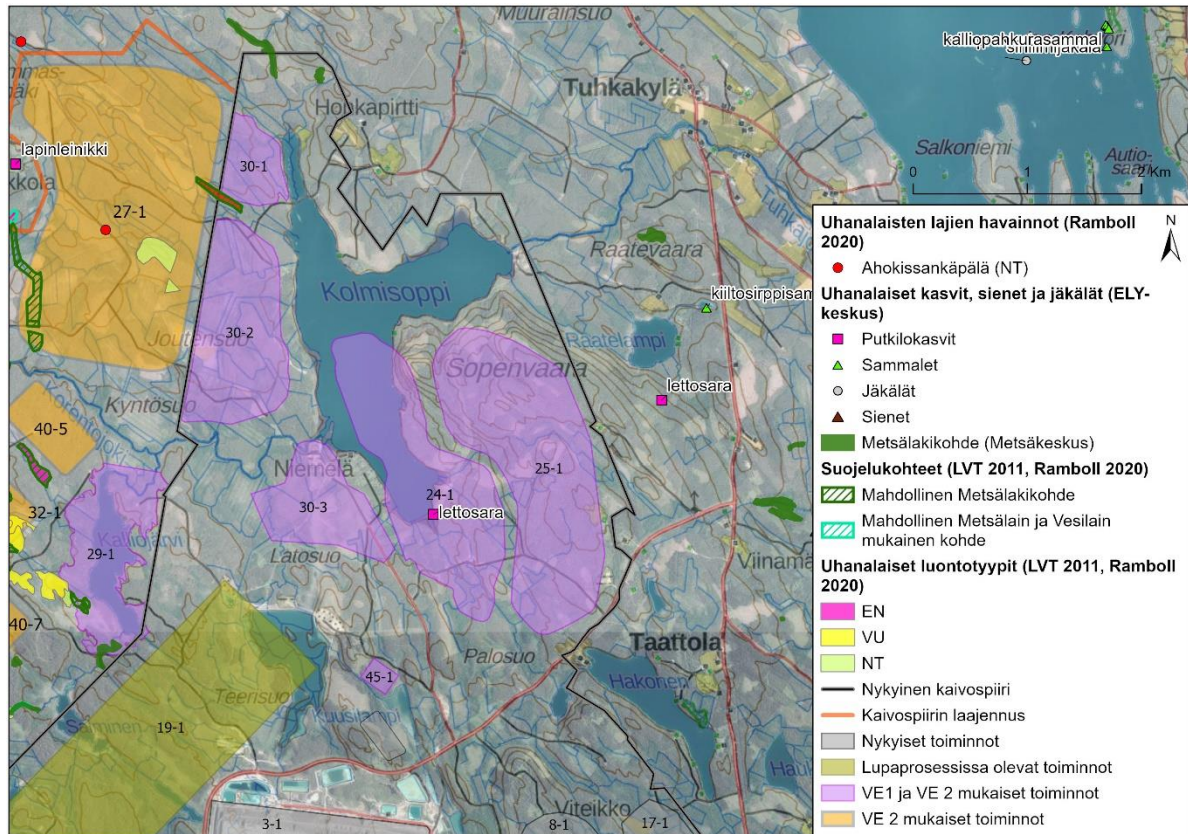 Muurainsuo
kalliopahkurasammal
Tuhkakylä
Honkapirtti
lapinleinikki
30-1
Salkoniemi
Autio-
saari
0 1 2 Km
27-1
Raatevaara
Kolmisoppi
kiiltosirppisam
Raatelampi
Joutensuo
30-2
Sopenvaara
Kyntösuo
lettosara
40-5
Korentojoki
Niemelä
25-1
32-1
30-3
24-1
lettosara
29-1
Kalliojärvi
Latosuo
Viinamä
40-7
Taattola
Palosuo
Hakonen
45-1
Teerisuo
Kuusilampi
19-1
Salminen
Hauk
Viteikko
3-1
8-1
17-1
N
Uhanalaisten lajien havainnot (Ramboll
2020)
Ahokissankäpälä (NT)
Uhanalaiset kasvit, sienet ja jäkälät (ELY-
keskus)
Putkilokasvit
Sammalet
Jäkälät
Sienet
Metsälakikohde (Metsäkeskus)
Suojelukohteet (LVT 2011, Ramboll 2020)
Mahdollinen Metsälakikohde
Mahdollinen Metsälain ja Vesilain
mukainen kohde
Uhanalaiset luontotyypit (LVT 2011, Ramboll
2020)
EN
VU
NT
Nykyinen kaivospiiri
Kaivospiirin laajennus
Nykyiset toiminnot
Lupaprosessissa olevat toiminnot
VE1 ja VE 2 mukaiset toiminnot
VE 2 mukaiset toiminnot